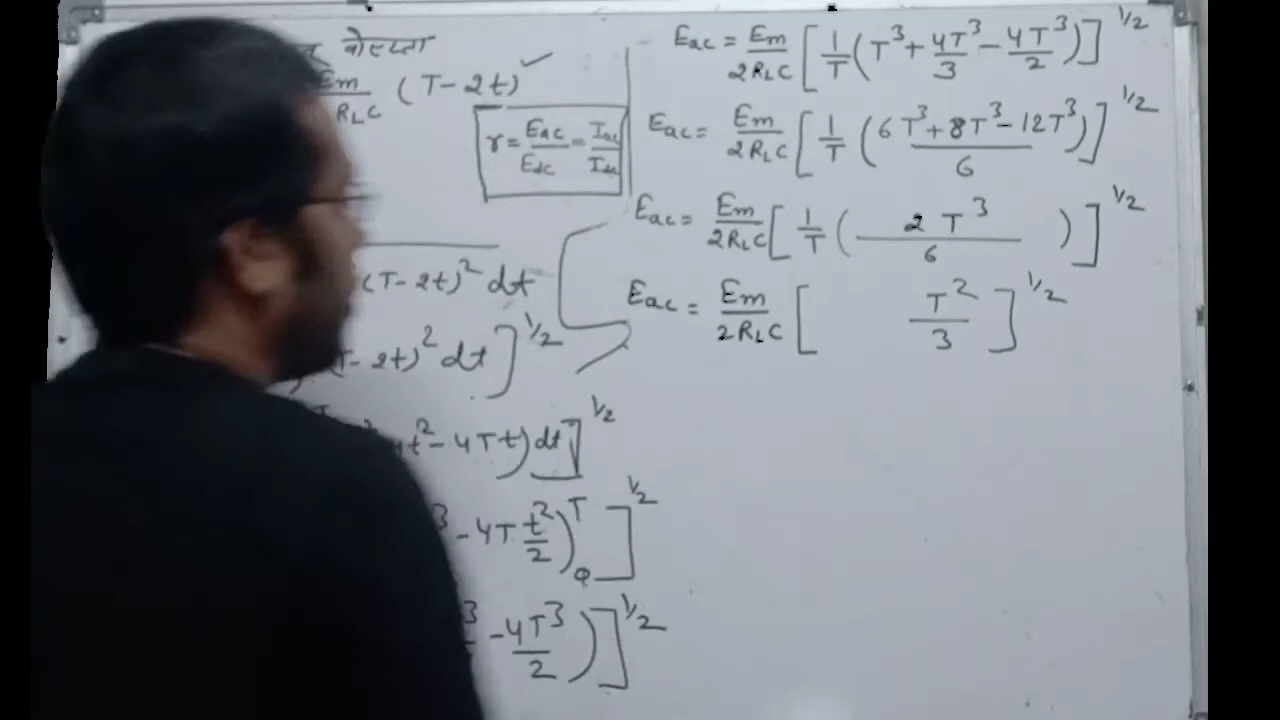 वोल्टता
Em/RLC (T-2t) ✓
r = Eac/Edc = Iac/Idc
(T-2t)² dt
-2t)² dt]^1/2
t² - 4Tt) dt]^1/2
- 4T t²/2)₀ᵀ ]^1/2
- 4T³/2)]^1/2
Eac = Em/2RLC [1/T (T³ + 4T³/3 - 4T³/2)]^1/2
Eac = Em/2RLC [1/T (6T³+8T³-12T³/6)]^1/2
Eac = Em/2RLC [1/T (2T³/6)]^1/2
Eac = Em/2RLC [T²/3]^1/2